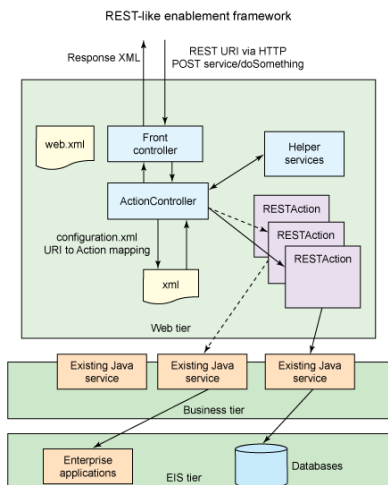 REST-like enablement framework
Response XML
REST URI via HTTP
POST service/doSomething
web.xml
Front
controller
Helper
services
ActionController
RESTAction
RESTAction
RESTAction
configuration.xml
URI to Action mapping
xml
Web tier
Existing Java
service
Existing Java
service
Existing Java
service
Business tier
Enterprise
applications
Databases
EIS tier